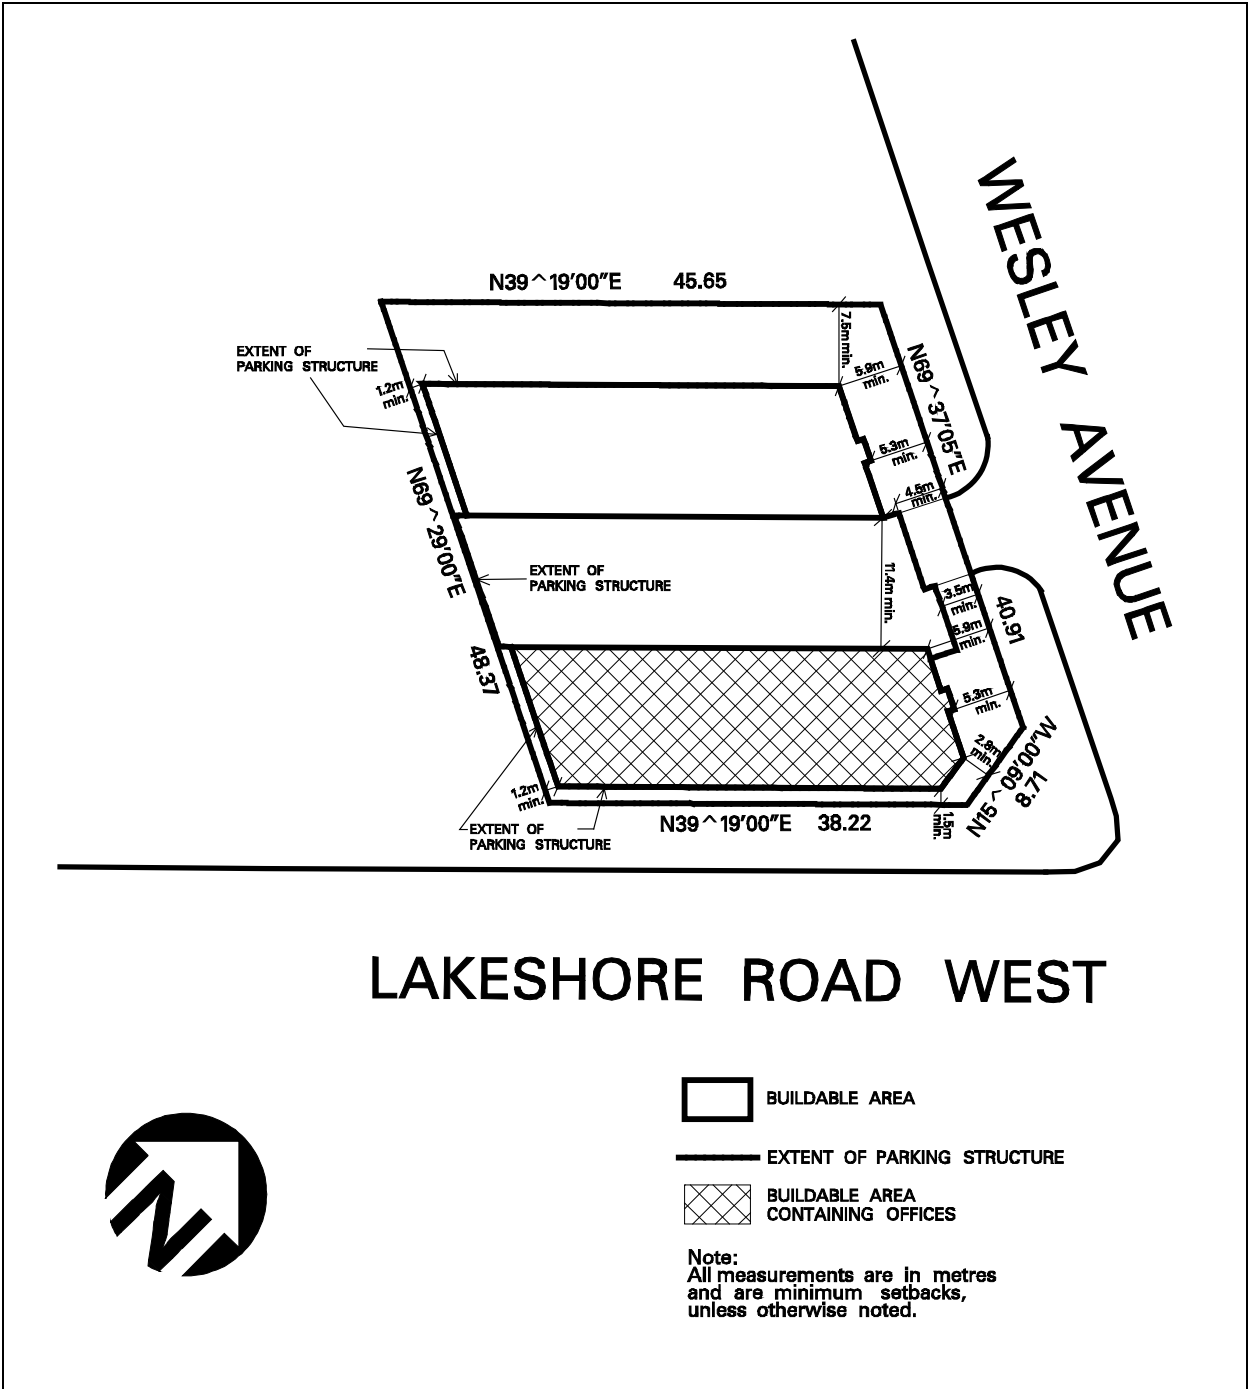 WESLEY AVENUE
N39^19'00"E 45.65
7.5m min.
EXTENT OF
PARKING STRUCTURE
1.2m
min.
5.9m
min.
N69^37'05"E
5.3m
min.
4.5m
min.
N69^29'00"E
EXTENT OF
PARKING STRUCTURE
11.4m min.
3.5m
min.
40.91
5.9m
min.
48.37
5.3m
min.
2.8m
min.
N15^09'00"W
8.71
1.2m
min.
EXTENT OF
PARKING STRUCTURE
N39^19'00"E 38.22
1.5m
min.
LAKESHORE ROAD WEST
N
BUILDABLE AREA
EXTENT OF PARKING STRUCTURE
BUILDABLE AREA
CONTAINING OFFICES
Note:
All measurements are in metres
and are minimum setbacks,
unless otherwise noted.